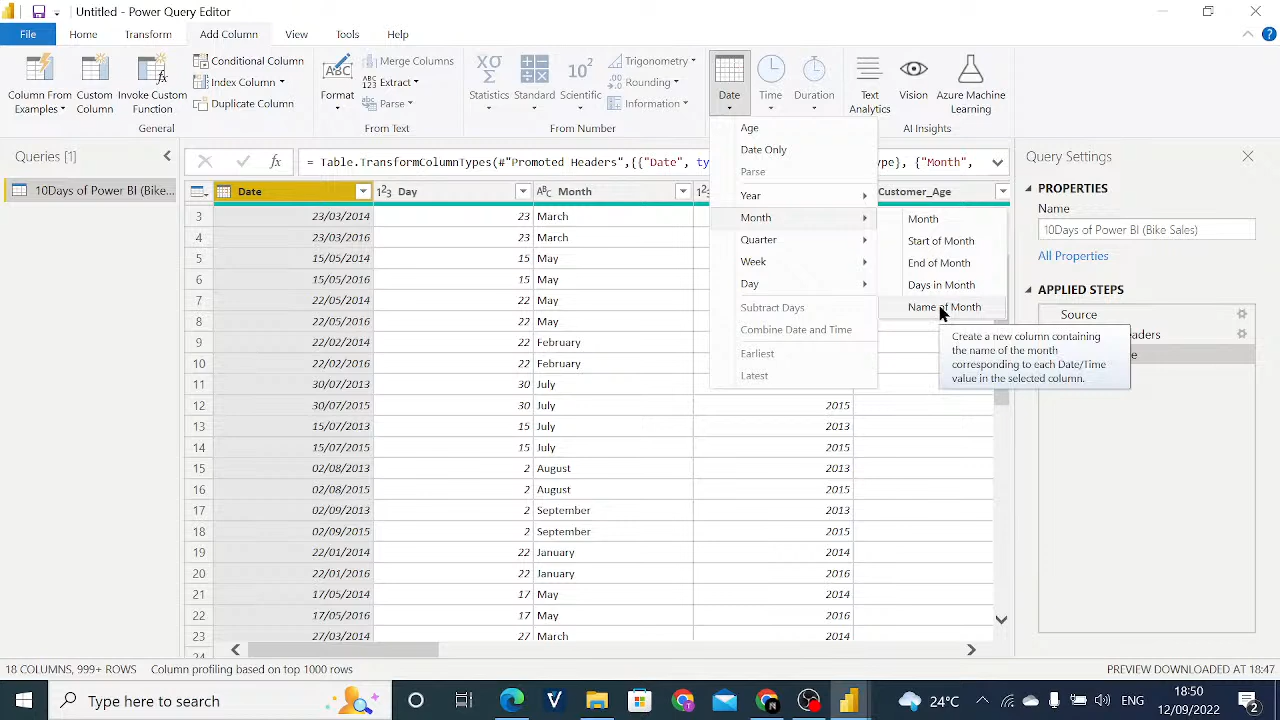 Untitled - Power Query Editor
File Home Transform Add Column View Tools Help
Column From Examples
Custom Column
Invoke Custom Function
Conditional Column
Index Column
Duplicate Column
General
Format
Merge Columns
Extract
Parse
From Text
Statistics
Standard
Scientific
Trigonometry
Rounding
Information
From Number
Date
Time
Duration
Text Analytics
Vision
Azure Machine Learning
AI Insights
Queries [1]
10Days of Power BI (Bike...
= Table.TransformColumnTypes(#"Promoted Headers",{{"Date", ty
pe}, {"Month",
Date Day Month Customer_Age
3 23/03/2014 23 March
4 23/03/2016 23 March
5 15/05/2014 15 May
6 15/05/2016 15 May
7 22/05/2014 22 May
8 22/05/2016 22 May
9 22/02/2014 22 February
10 22/02/2016 22 February
11 30/07/2013 30 July
12 30/07/2015 30 July 2015
13 15/07/2013 15 July 2013
14 15/07/2015 15 July 2015
15 02/08/2013 2 August 2013
16 02/08/2015 2 August 2015
17 02/09/2013 2 September 2013
18 02/09/2015 2 September 2015
19 22/01/2014 22 January 2014
20 22/01/2016 22 January 2016
21 17/05/2014 17 May 2014
22 17/05/2016 17 May 2016
23 27/03/2014 27 March 2014
Age
Date Only
Parse
Year
Month
Quarter
Week
Day
Subtract Days
Combine Date and Time
Earliest
Latest
Month
Start of Month
End of Month
Days in Month
Name of Month
Create a new column containing
the name of the month
corresponding to each Date/Time
value in the selected column.
Query Settings
PROPERTIES
Name
10Days of Power BI (Bike Sales)
All Properties
APPLIED STEPS
Source
eaders
e
18 COLUMNS, 999+ ROWS Column profiling based on top 1000 rows PREVIEW DOWNLOADED AT 18:47
Type here to search
24°C
ENG
18:50
12/09/2022
2